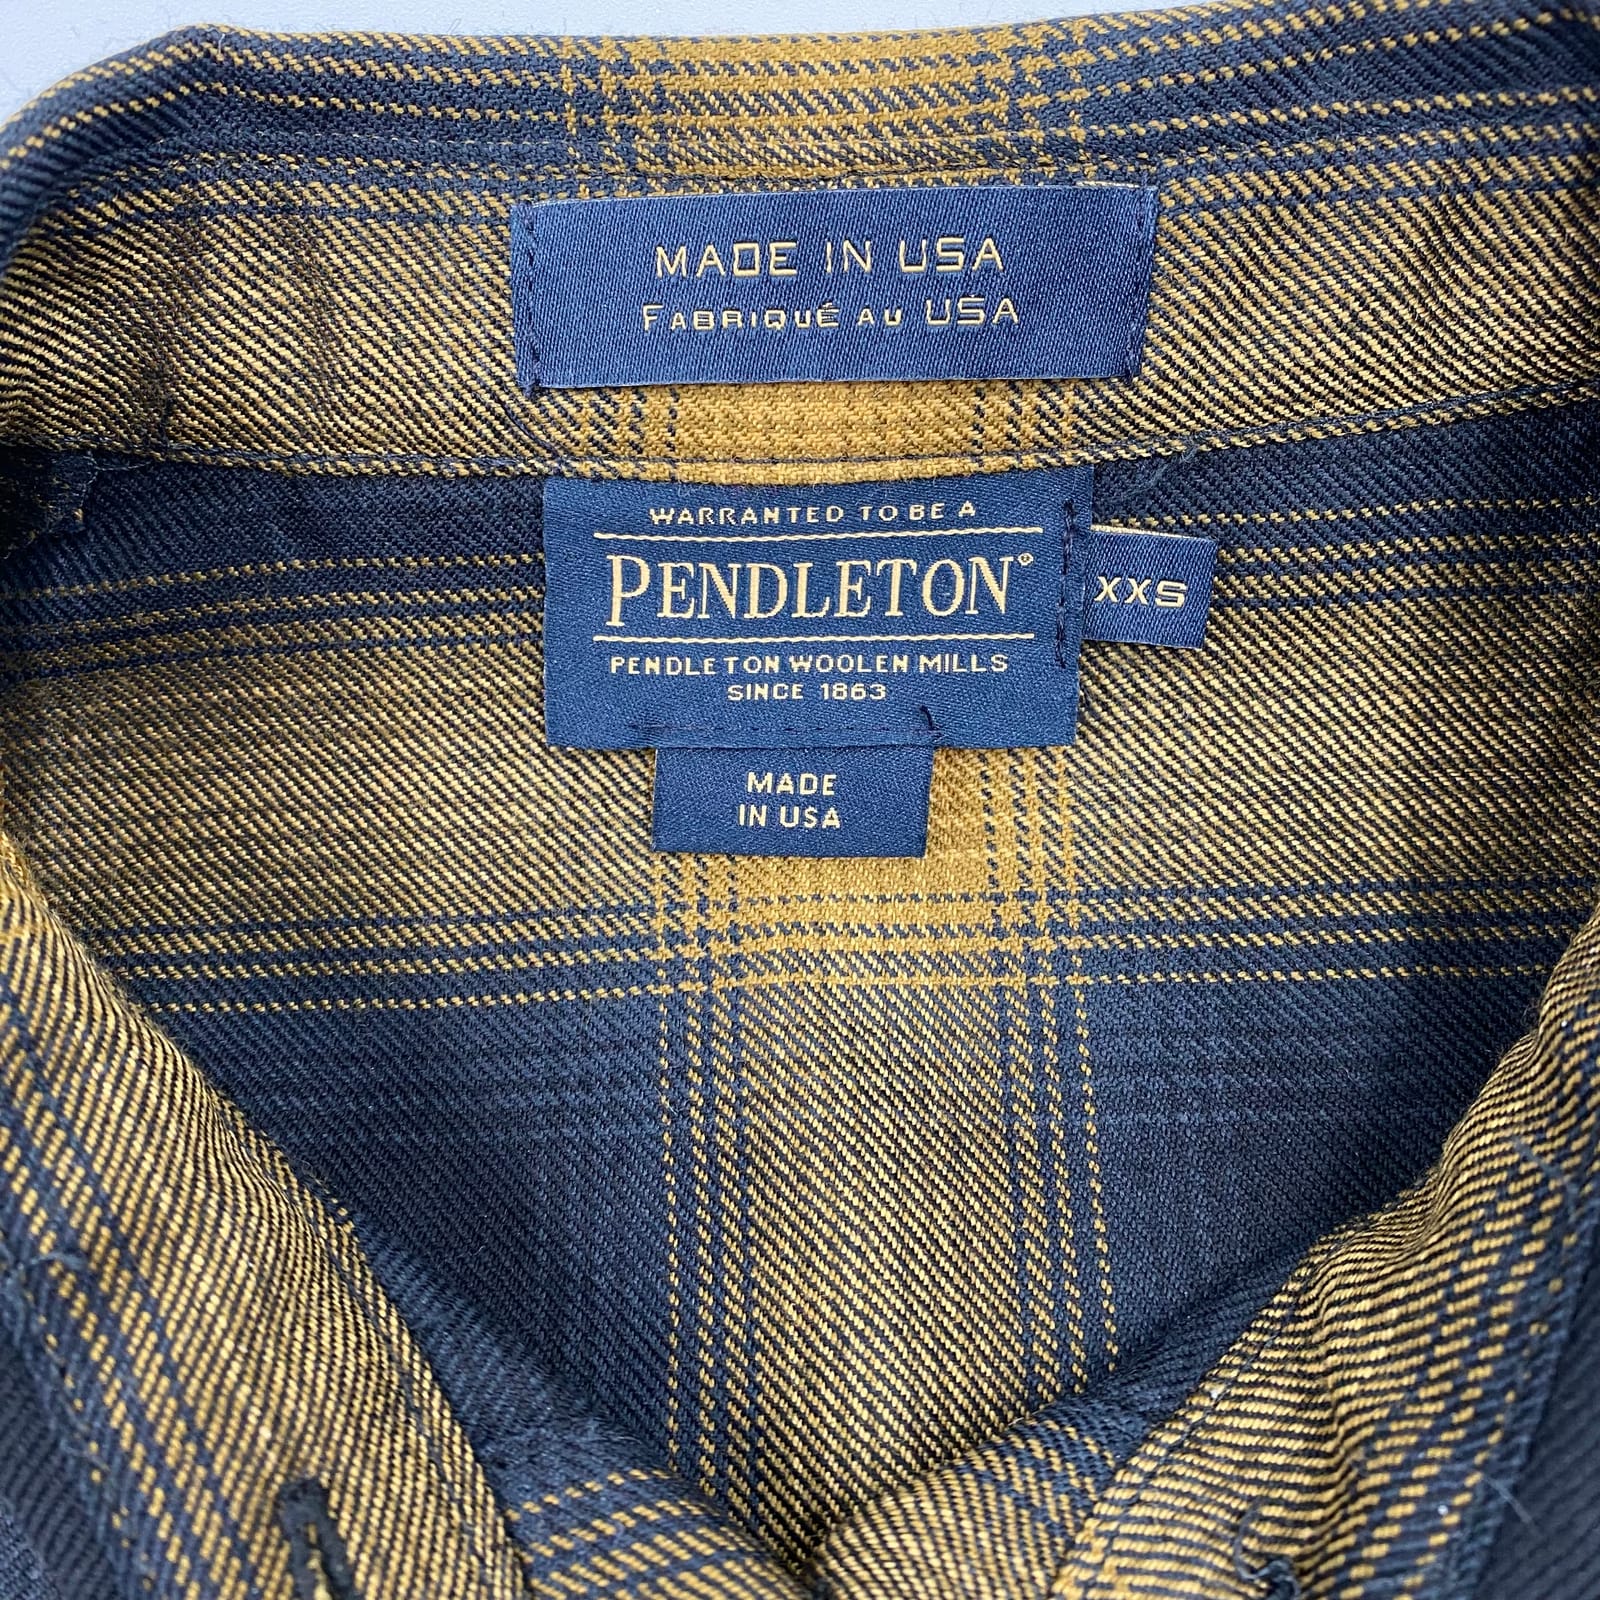 MADE IN USA
FABRIQUÉ AU USA
WARRANTED TO BE A
PENDLETON®
XXS
PENDLETON WOOLEN MILLS
SINCE 1863
MADE
IN USA